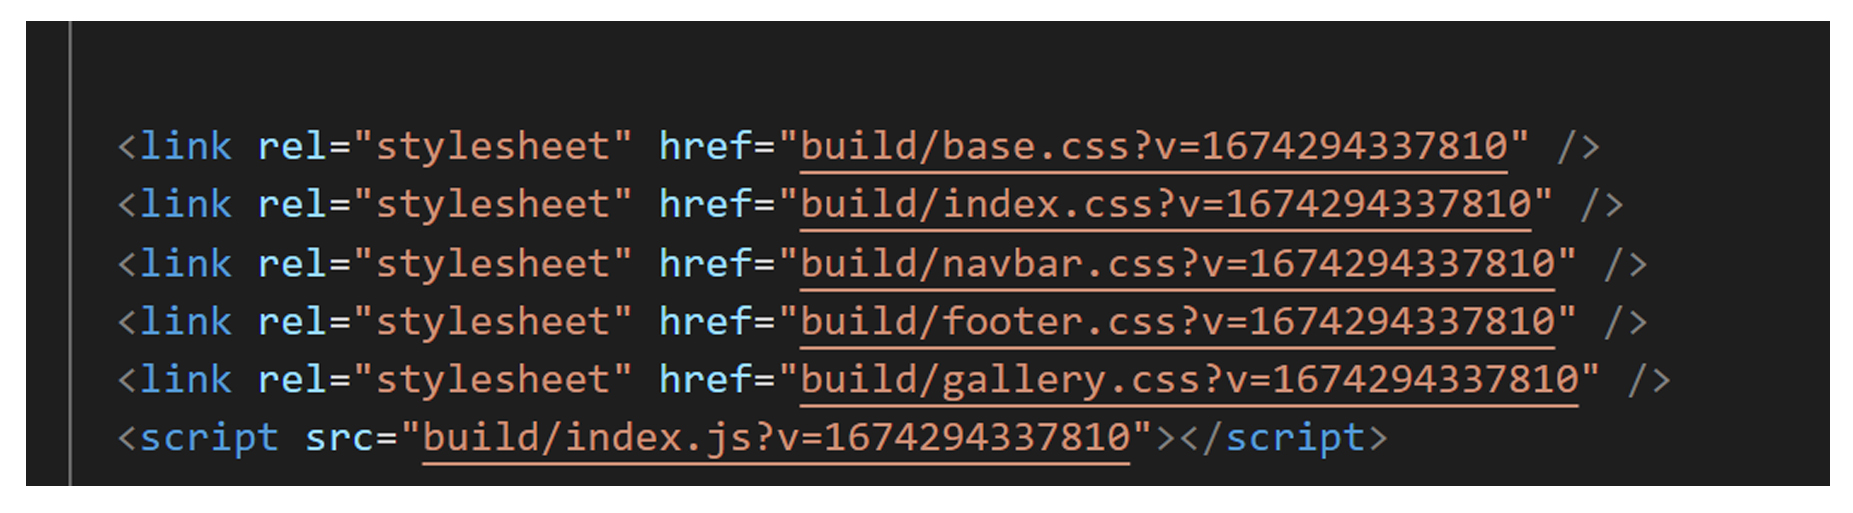 <link rel="stylesheet" href="build/base.css?v=1674294337810" />
<link rel="stylesheet" href="build/index.css?v=1674294337810" />
<link rel="stylesheet" href="build/navbar.css?v=1674294337810" />
<link rel="stylesheet" href="build/footer.css?v=1674294337810" />
<link rel="stylesheet" href="build/gallery.css?v=1674294337810" />
<script src="build/index.js?v=1674294337810"></script>